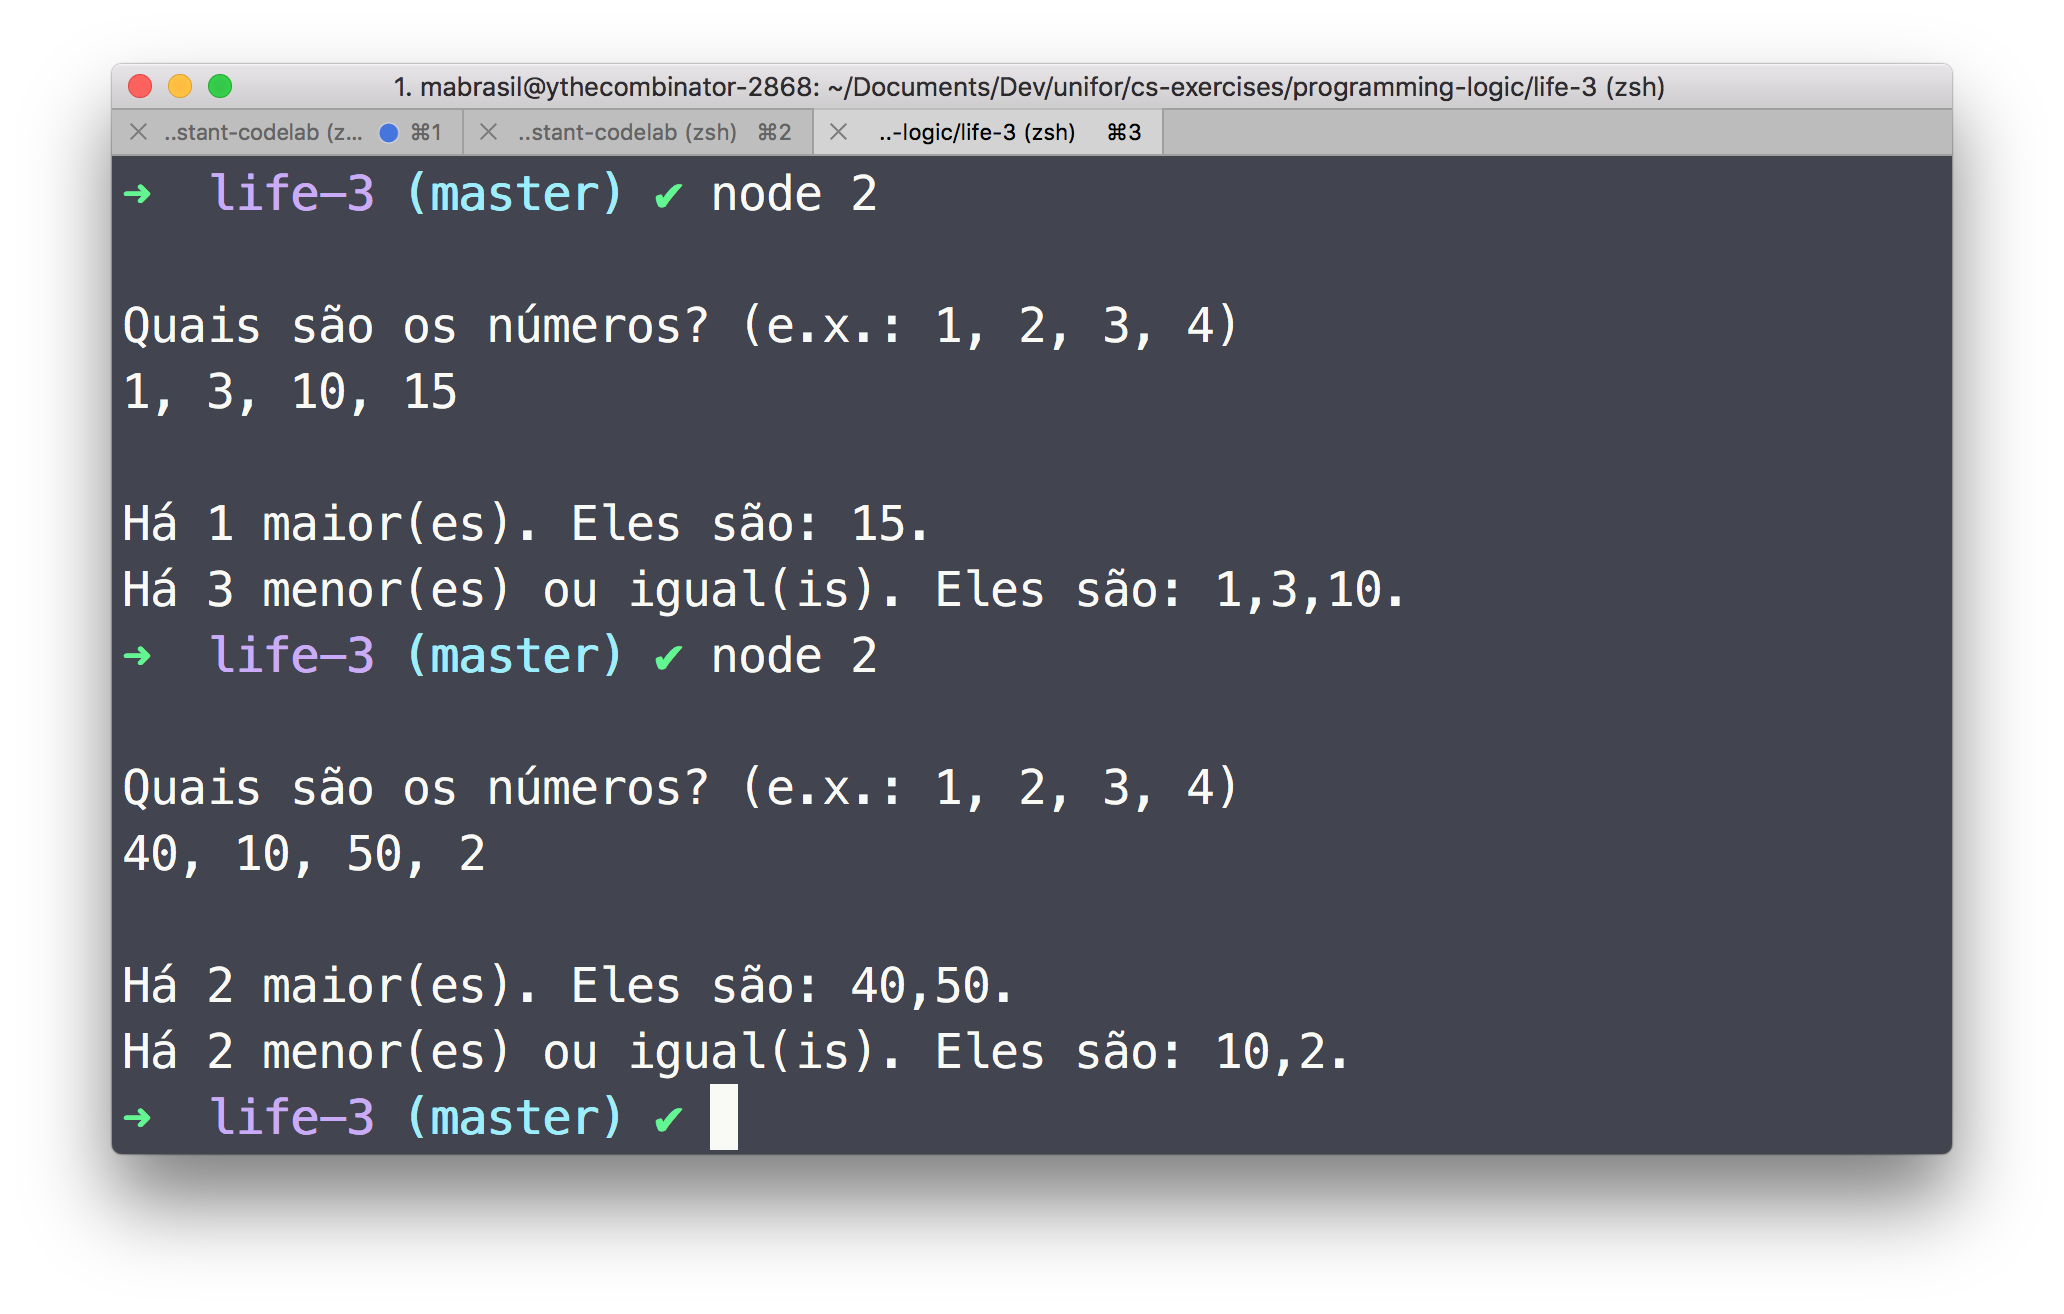 1. mabrasil@ythecombinator-2868: ~/Documents/Dev/unifor/cs-exercises/programming-logic/life-3 (zsh)
..stant-codelab (z... ⌘1 ..stant-codelab (zsh) ⌘2 ..-logic/life-3 (zsh) ⌘3
➜ life-3 (master) ✔ node 2
Quais são os números? (e.x.: 1, 2, 3, 4)
1, 3, 10, 15
Há 1 maior(es). Eles são: 15.
Há 3 menor(es) ou igual(is). Eles são: 1,3,10.
➜ life-3 (master) ✔ node 2
Quais são os números? (e.x.: 1, 2, 3, 4)
40, 10, 50, 2
Há 2 maior(es). Eles são: 40,50.
Há 2 menor(es) ou igual(is). Eles são: 10,2.
➜ life-3 (master) ✔